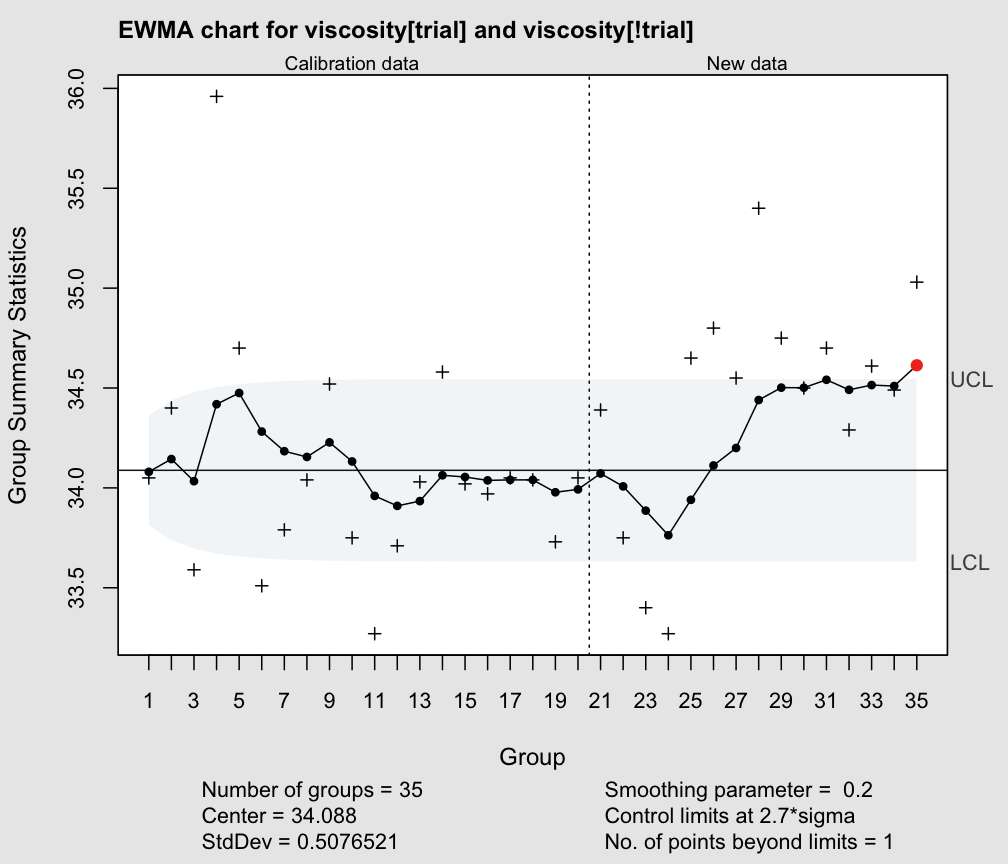 EWMA chart for viscosity[trial] and viscosity[!trial]
Calibration data
New data
Group Summary Statistics
36.0
35.5
35.0
34.5
34.0
33.5
UCL
LCL
1 3 5 7 9 11 13 15 17 19 21 23 25 27 29 31 33 35
Group
Number of groups = 35
Center = 34.088
StdDev = 0.5076521
Smoothing parameter = 0.2
Control limits at 2.7*sigma
No. of points beyond limits = 1